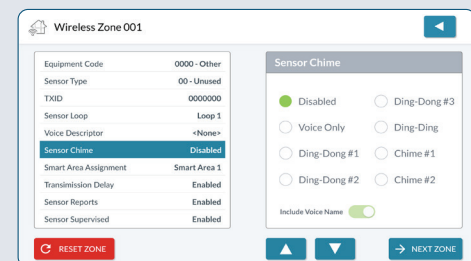 Wireless Zone 001
Equipment Code 0000 - Other
Sensor Type 00 - Unused
TXID 0000000
Sensor Loop Loop 1
Voice Descriptor <None>
Sensor Chime Disabled
Smart Area Assignment Smart Area 1
Transimission Delay Enabled
Sensor Reports Enabled
Sensor Supervised Enabled
Sensor Chime
Disabled Ding-Dong #3
Voice Only Ding-Ding
Ding-Dong #1 Chime #1
Ding-Dong #2 Chime #2
Include Voice Name
RESET ZONE
NEXT ZONE